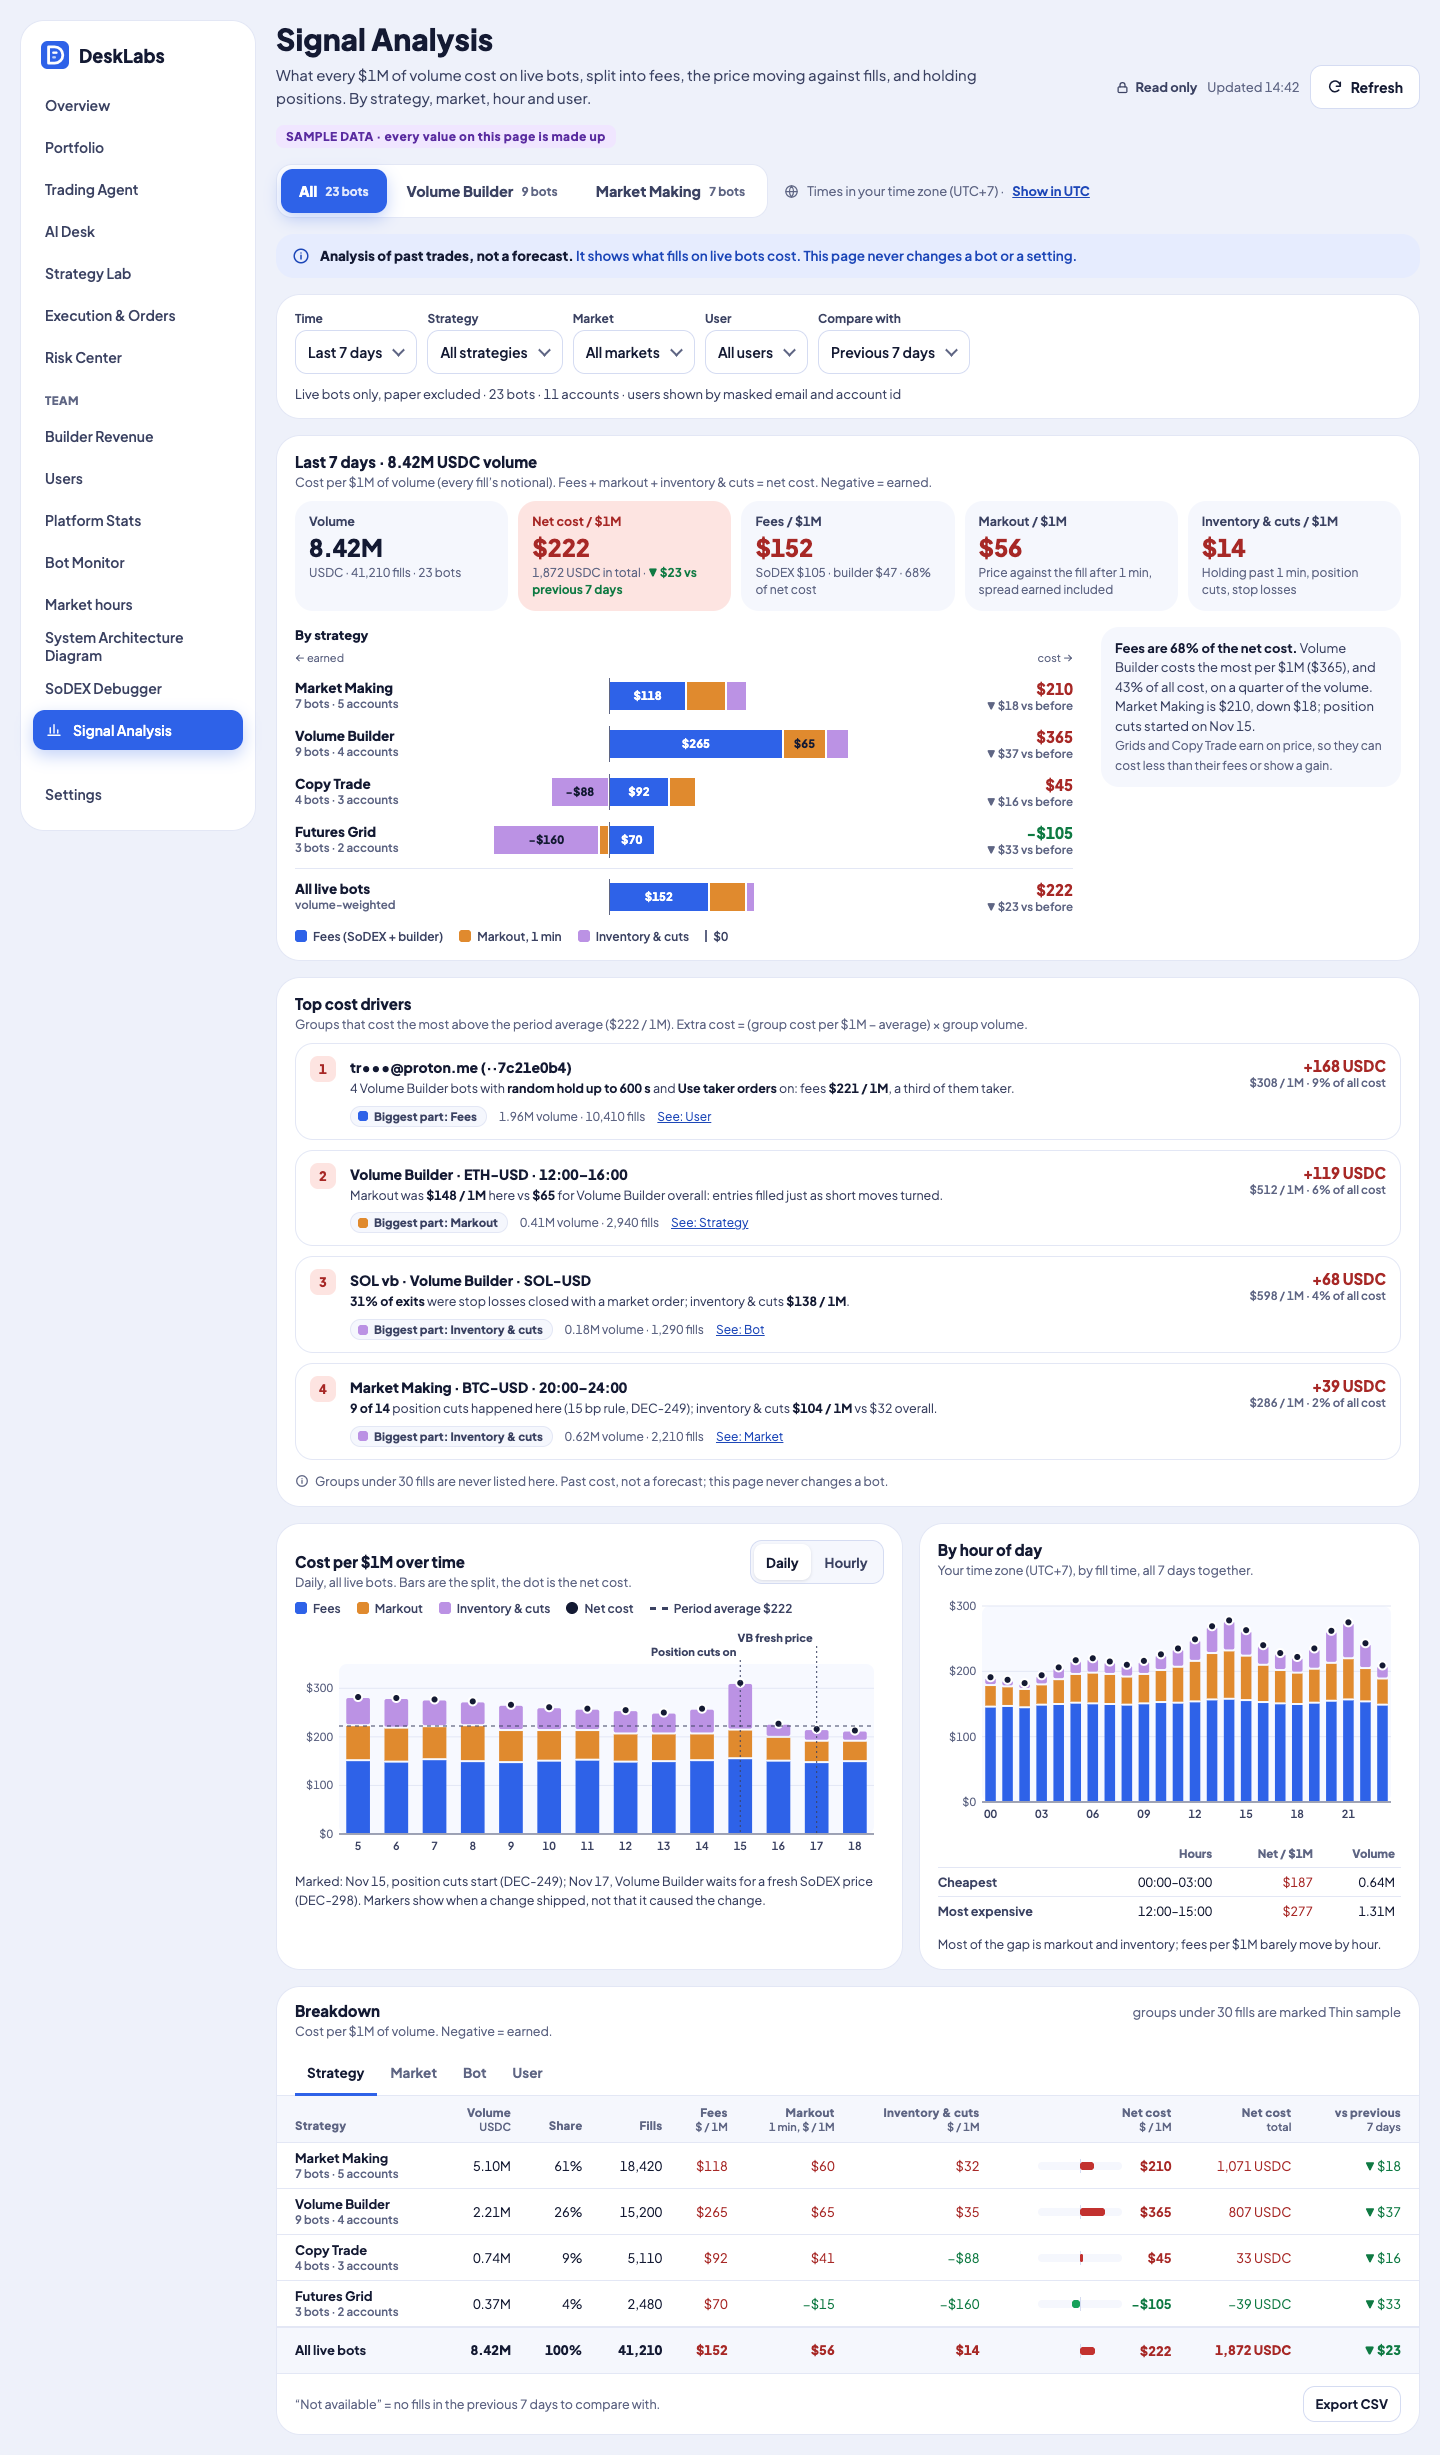 DeskLabs
Overview
Portfolio
Trading Agent
AI Desk
Strategy Lab
Execution & Orders
Risk Center
TEAM
Builder Revenue
Users
Platform Stats
Bot Monitor
Market hours
System Architecture
Diagram
SoDEX Debugger
Signal Analysis
Settings
Signal Analysis
What every $1M of volume cost on live bots, split into fees, the price moving against fills, and holding
positions. By strategy, market, hour and user.
Read only Updated 14:42 Refresh
SAMPLE DATA · every value on this page is made up
All 23 bots Volume Builder 9 bots Market Making 7 bots Times in your time zone (UTC+7) · Show in UTC
Analysis of past trades, not a forecast. It shows what fills on live bots cost. This page never changes a bot or a setting.
Time Strategy Market User Compare with
Last 7 days All strategies All markets All users Previous 7 days
Live bots only, paper excluded · 23 bots · 11 accounts · users shown by masked email and account id
Last 7 days · 8.42M USDC volume
Cost per $1M of volume (every fill's notional). Fees + markout + inventory & cuts = net cost. Negative = earned.
Volume
8.42M
USDC · 41,210 fills · 23 bots
Net cost / $1M
$222
1,872 USDC in total · ▼ $23 vs
previous 7 days
Fees / $1M
$152
SoDEX $105 · builder $47 · 68%
of net cost
Markout / $1M
$56
Price against the fill after 1 min,
spread earned included
Inventory & cuts / $1M
$14
Holding past 1 min, position
cuts, stop losses
By strategy
← earned cost →
Market Making $118 $210
7 bots · 5 accounts ▼ $18 vs before
Volume Builder $265 $65 $365
9 bots · 4 accounts ▼ $37 vs before
Copy Trade −$88 $92 $45
4 bots · 3 accounts ▼ $16 vs before
Futures Grid −$160 $70 −$105
3 bots · 2 accounts ▼ $33 vs before
All live bots $152 $222
volume-weighted ▼ $23 vs before
Fees (SoDEX + builder) Markout, 1 min Inventory & cuts $0
Fees are 68% of the net cost. Volume
Builder costs the most per $1M ($365), and
43% of all cost, on a quarter of the volume.
Market Making is $210, down $18; position
cuts started on Nov 15.
Grids and Copy Trade earn on price, so they can
cost less than their fees or show a gain.
Top cost drivers
Groups that cost the most above the period average ($222 / 1M). Extra cost = (group cost per $1M − average) × group volume.
1 tr●●●@proton.me (··7c21e0b4) +168 USDC
4 Volume Builder bots with random hold up to 600 s and Use taker orders on: fees $221 / 1M, a third of them taker. $308 / 1M · 9% of all cost
Biggest part: Fees 1.96M volume · 10,410 fills See: User
2 Volume Builder · ETH-USD · 12:00–16:00 +119 USDC
Markout was $148 / 1M here vs $65 for Volume Builder overall: entries filled just as short moves turned. $512 / 1M · 6% of all cost
Biggest part: Markout 0.41M volume · 2,940 fills See: Strategy
3 SOL vb · Volume Builder · SOL-USD +68 USDC
31% of exits were stop losses closed with a market order; inventory & cuts $138 / 1M. $598 / 1M · 4% of all cost
Biggest part: Inventory & cuts 0.18M volume · 1,290 fills See: Bot
4 Market Making · BTC-USD · 20:00–24:00 +39 USDC
9 of 14 position cuts happened here (15 bp rule, DEC-249); inventory & cuts $104 / 1M vs $32 overall. $286 / 1M · 2% of all cost
Biggest part: Inventory & cuts 0.62M volume · 2,210 fills See: Market
Groups under 30 fills are never listed here. Past cost, not a forecast; this page never changes a bot.
Cost per $1M over time Daily Hourly
Daily, all live bots. Bars are the split, the dot is the net cost.
Fees Markout Inventory & cuts Net cost Period average $222
VB fresh price
Position cuts on
$300
$200
$100
$0
5 6 7 8 9 10 11 12 13 14 15 16 17 18
Marked: Nov 15, position cuts start (DEC-249); Nov 17, Volume Builder waits for a fresh SoDEX price
(DEC-298). Markers show when a change shipped, not that it caused the change.
By hour of day
Your time zone (UTC+7), by fill time, all 7 days together.
$300
$200
$100
$0
00 03 06 09 12 15 18 21
Hours Net / $1M Volume
Cheapest 00:00–03:00 $187 0.64M
Most expensive 12:00–15:00 $277 1.31M
Most of the gap is markout and inventory; fees per $1M barely move by hour.
Breakdown groups under 30 fills are marked Thin sample
Cost per $1M of volume. Negative = earned.
Strategy Market Bot User
Strategy Volume Share Fills Fees Markout Inventory & cuts Net cost Net cost vs previous
USDC $ / 1M 1 min, $ / 1M $ / 1M $ / 1M total 7 days
Market Making 5.10M 61% 18,420 $118 $60 $32 $210 1,071 USDC ▼ $18
7 bots · 5 accounts
Volume Builder 2.21M 26% 15,200 $265 $65 $35 $365 807 USDC ▼ $37
9 bots · 4 accounts
Copy Trade 0.74M 9% 5,110 $92 $41 −$88 $45 33 USDC ▼ $16
4 bots · 3 accounts
Futures Grid 0.37M 4% 2,480 $70 −$15 −$160 −$105 −39 USDC ▼ $33
3 bots · 2 accounts
All live bots 8.42M 100% 41,210 $152 $56 $14 $222 1,872 USDC ▼ $23
"Not available" = no fills in the previous 7 days to compare with. Export CSV